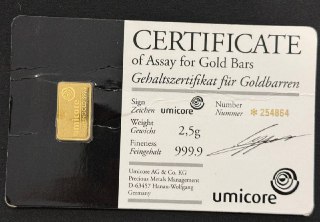 CERTIFICATE
of Assay for Gold Bars
Gehaltszertifikat für Goldbarren
Sign
Zeichen umicore
Number
Nummer ✻ 254864
Weight
Gewicht 2,5g
Fineness
Feingehalt 999.9
Umicore AG & Co. KG
Precious Metals Management
D-63457 Hanau-Wolfgang
Germany
umicore
umicore